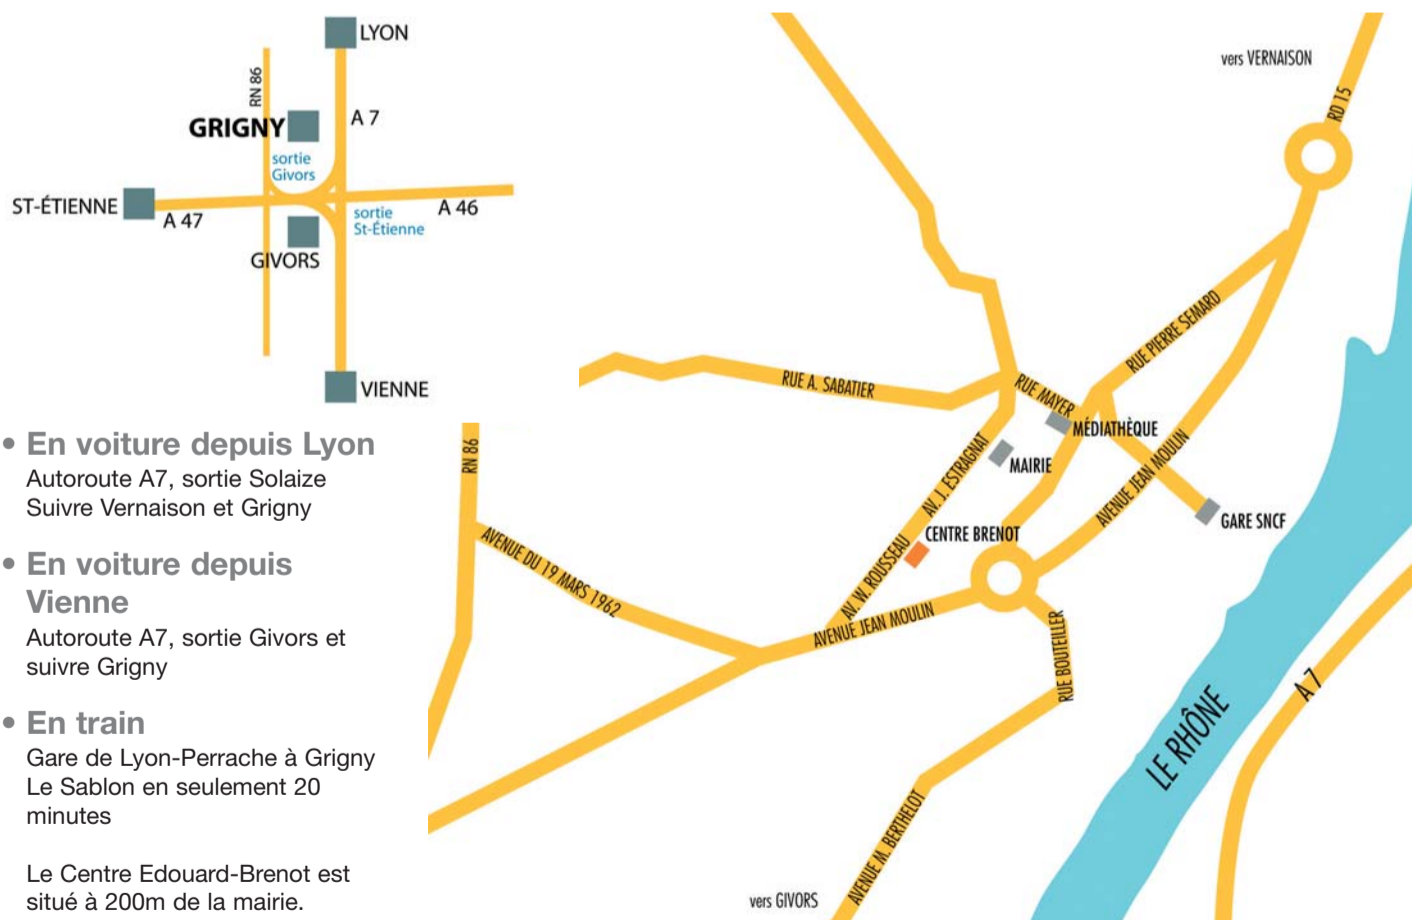 LYON
RN 86
A 7
GRIGNY
sortie
Givors
ST-ÉTIENNE
A 47
A 46
sortie
St-Étienne
GIVORS
VIENNE
• En voiture depuis Lyon
Autoroute A7, sortie Solaize
Suivre Vernaison et Grigny
• En voiture depuis
Vienne
Autoroute A7, sortie Givors et
suivre Grigny
• En train
Gare de Lyon-Perrache à Grigny
Le Sablon en seulement 20
minutes
Le Centre Edouard-Brenot est
situé à 200m de la mairie.
vers VERNAISON
RD 15
RUE PIERRE SEMARD
RUE A. SABATIER
RUE MAYER
MÉDIATHÈQUE
MAIRIE
AV. J. ESTRAGNAT
AVENUE JEAN MOULIN
GARE SNCF
CENTRE BRENOT
AV. W. ROUSSEAU
RN 86
AVENUE DU 19 MARS 1962
AVENUE JEAN MOULIN
RUE BOUTEILLER
A 7
LE RHÔNE
AVENUE M. BERTHELOT
vers GIVORS